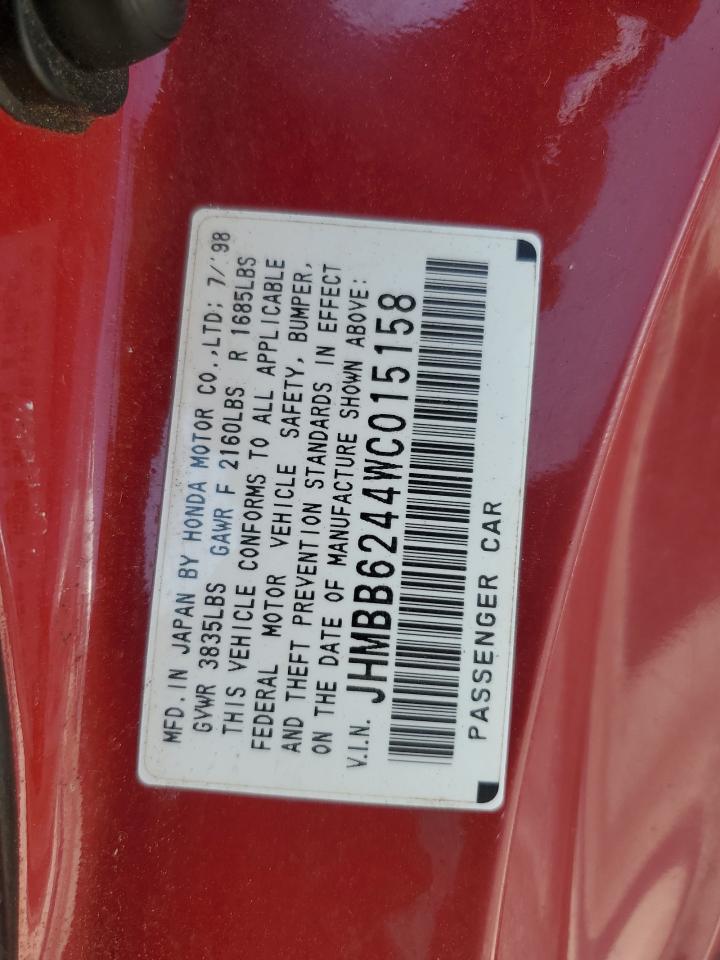 MFD. IN JAPAN BY HONDA MOTOR CO.,LTD: 7/'98
GVWR 3835LBS GAWR F 2160LBS R 1685LBS
THIS VEHICLE CONFORMS TO ALL APPLICABLE
FEDERAL MOTOR VEHICLE SAFETY, BUMPER,
AND THEFT PREVENTION STANDARDS IN EFFECT
ON THE DATE OF MANUFACTURE SHOWN ABOVE:
V.I.N. JHMBB6244WC015158
PASSENGER CAR